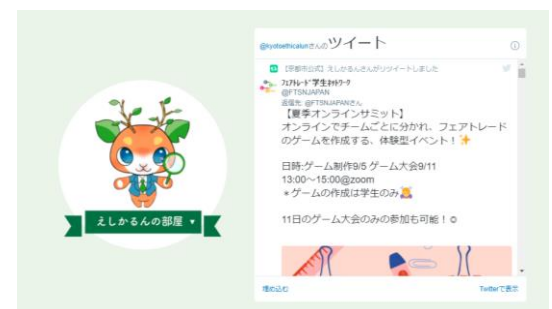 @kyotoethicalunさんのツイート
【京都市公式】えしかるんさんがリツイートしました
フェアトレード学生ネットワーク
@FTSNJAPAN
返信先: @FTSNJAPANさん
【夏季オンラインサミット】
オンラインでチームごとに分かれ、フェアトレード
のゲームを作成する、体験型イベント！✨
日時:ゲーム制作9/5 ゲーム大会9/11
13:00〜15:00@zoom
＊ゲームの作成は学生のみ🙇
11日のゲーム大会のみの参加も可能！☺
えしかるんの部屋 ▼
埋め込む
Twitterで表示